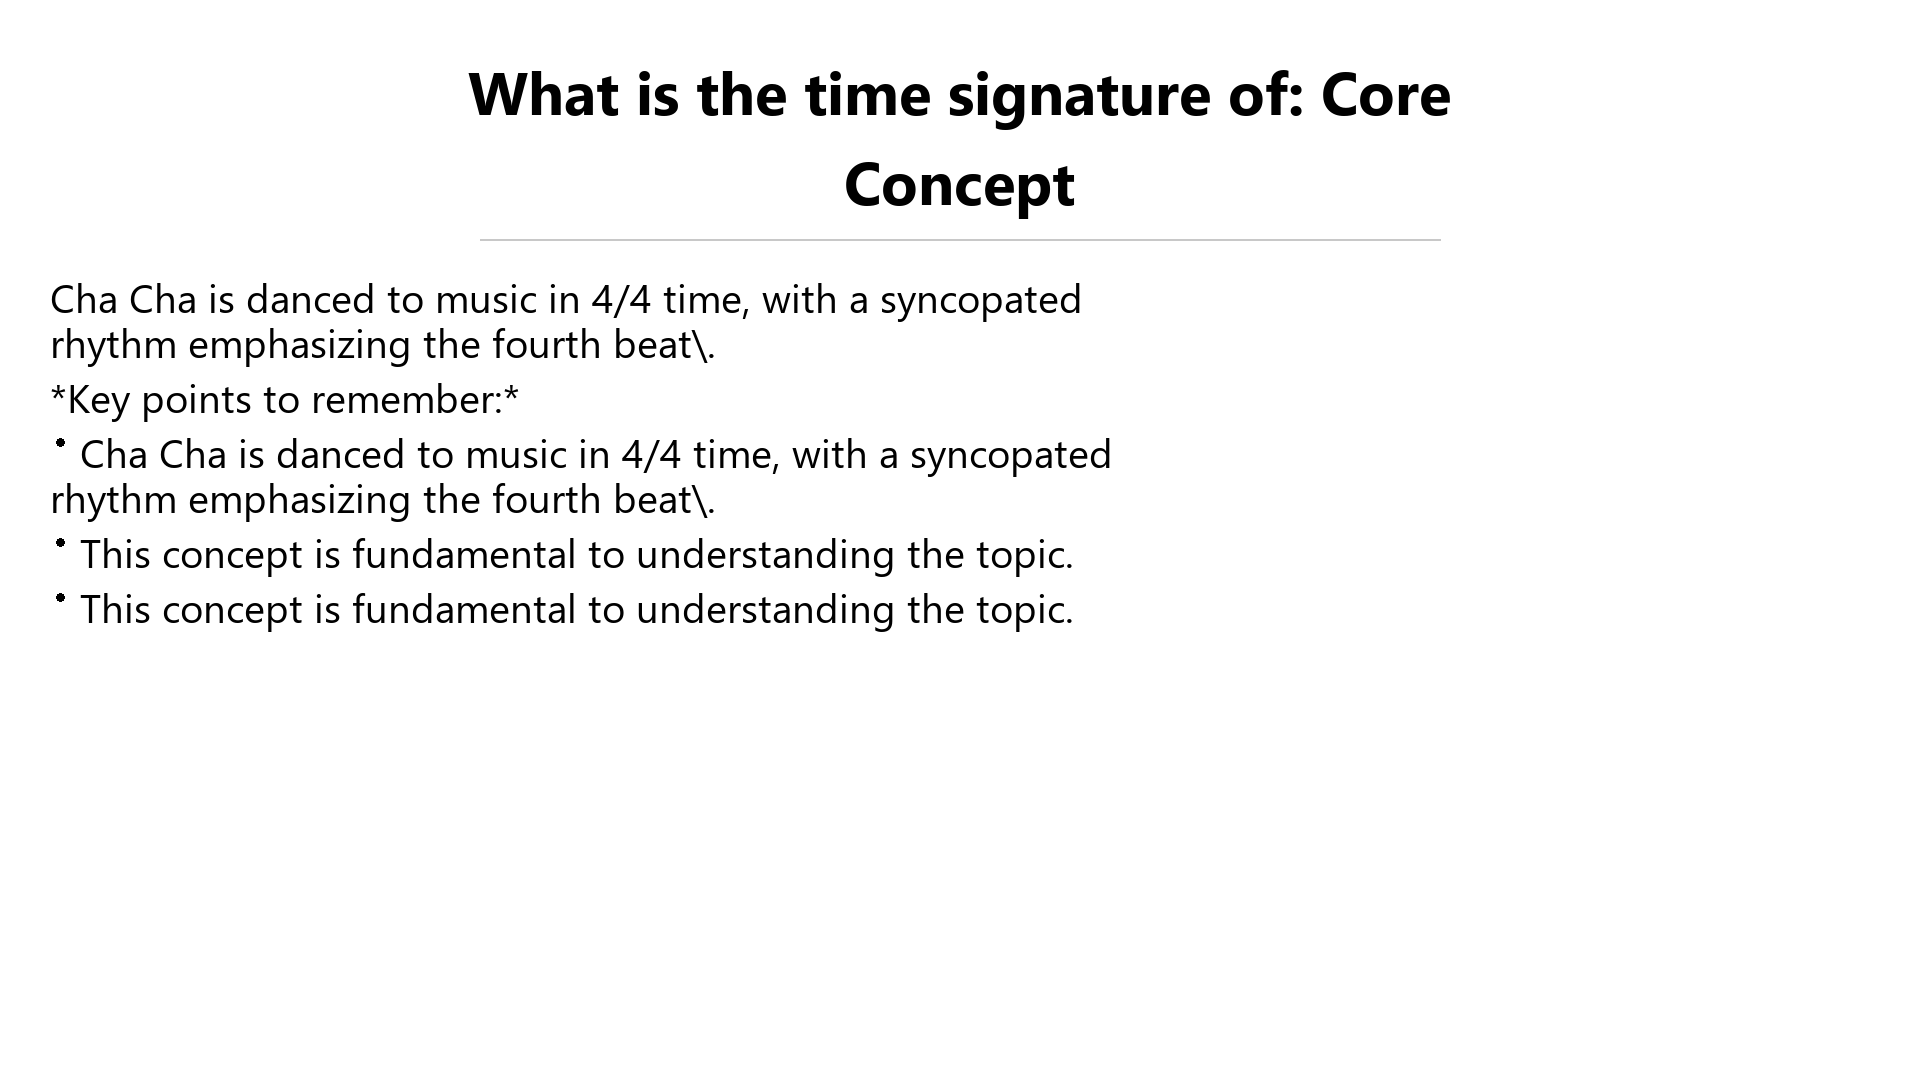 What is the time signature of: Core
Concept
Cha Cha is danced to music in 4/4 time, with a syncopated
rhythm emphasizing the fourth beat\.
*Key points to remember:*
• Cha Cha is danced to music in 4/4 time, with a syncopated
rhythm emphasizing the fourth beat\.
• This concept is fundamental to understanding the topic.
• This concept is fundamental to understanding the topic.